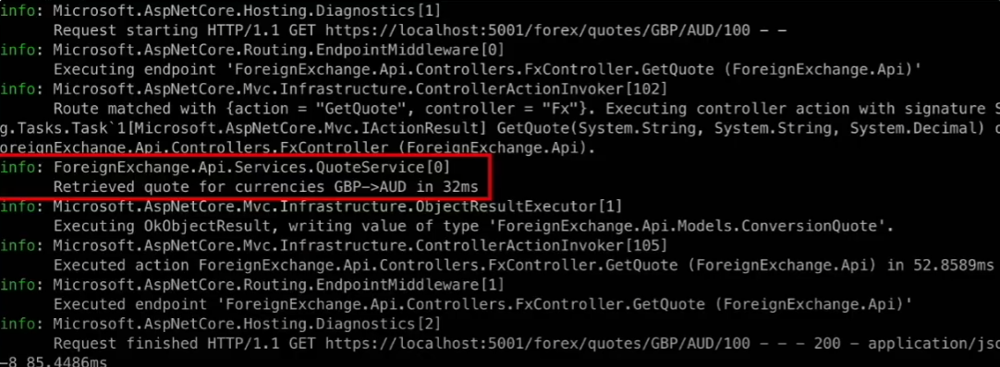 info: Microsoft.AspNetCore.Hosting.Diagnostics[1]
Request starting HTTP/1.1 GET https://localhost:5001/forex/quotes/GBP/AUD/100 - -
info: Microsoft.AspNetCore.Routing.EndpointMiddleware[0]
Executing endpoint 'ForeignExchange.Api.Controllers.FxController.GetQuote (ForeignExchange.Api)'
info: Microsoft.AspNetCore.Mvc.Infrastructure.ControllerActionInvoker[102]
Route matched with {action = "GetQuote", controller = "Fx"}. Executing controller action with signature S
g.Tasks.Task`1[Microsoft.AspNetCore.Mvc.IActionResult] GetQuote(System.String, System.String, System.Decimal) o
oreignExchange.Api.Controllers.FxController (ForeignExchange.Api).
info: ForeignExchange.Api.Services.QuoteService[0]
Retrieved quote for currencies GBP->AUD in 32ms
info: Microsoft.AspNetCore.Mvc.Infrastructure.ObjectResultExecutor[1]
Executing OkObjectResult, writing value of type 'ForeignExchange.Api.Models.ConversionQuote'.
info: Microsoft.AspNetCore.Mvc.Infrastructure.ControllerActionInvoker[105]
Executed action ForeignExchange.Api.Controllers.FxController.GetQuote (ForeignExchange.Api) in 52.8589ms
info: Microsoft.AspNetCore.Routing.EndpointMiddleware[1]
Executed endpoint 'ForeignExchange.Api.Controllers.FxController.GetQuote (ForeignExchange.Api)'
info: Microsoft.AspNetCore.Hosting.Diagnostics[2]
Request finished HTTP/1.1 GET https://localhost:5001/forex/quotes/GBP/AUD/100 - - - 200 - application/jso
-8 85.4486ms